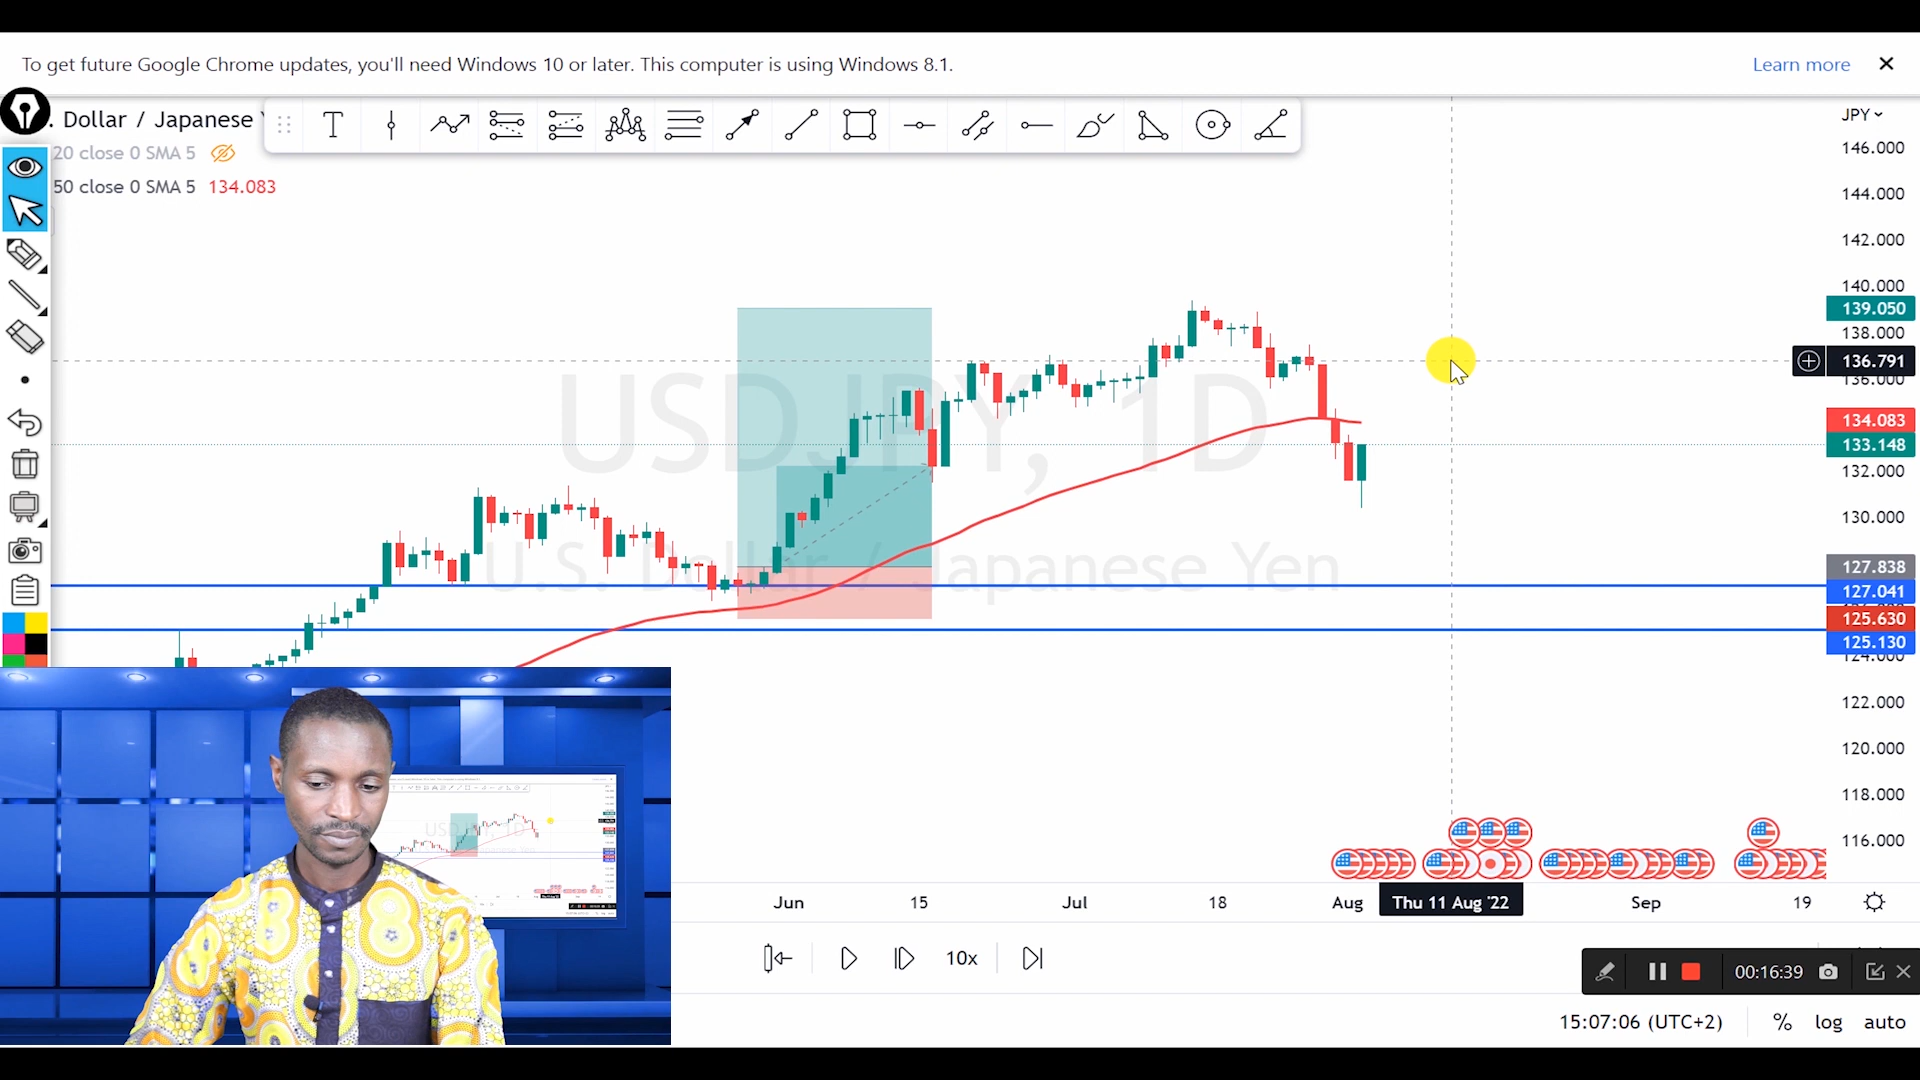 To get future Google Chrome updates, you'll need Windows 10 or later. This computer is using Windows 8.1.
Learn more
. Dollar / Japanese
JPY
20 close 0 SMA 5
50 close 0 SMA 5 134.083
146.000
144.000
142.000
140.000
139.050
138.000
136.791
136.000
134.083
133.148
132.000
130.000
127.838
127.041
125.630
125.130
124.000
122.000
120.000
118.000
116.000
USDJPY, 1D
U.S. Dollar / Japanese Yen
Jun 15 Jul 18 Aug Thu 11 Aug '22 Sep 19
10x
00:16:39
15:07:06 (UTC+2) % log auto